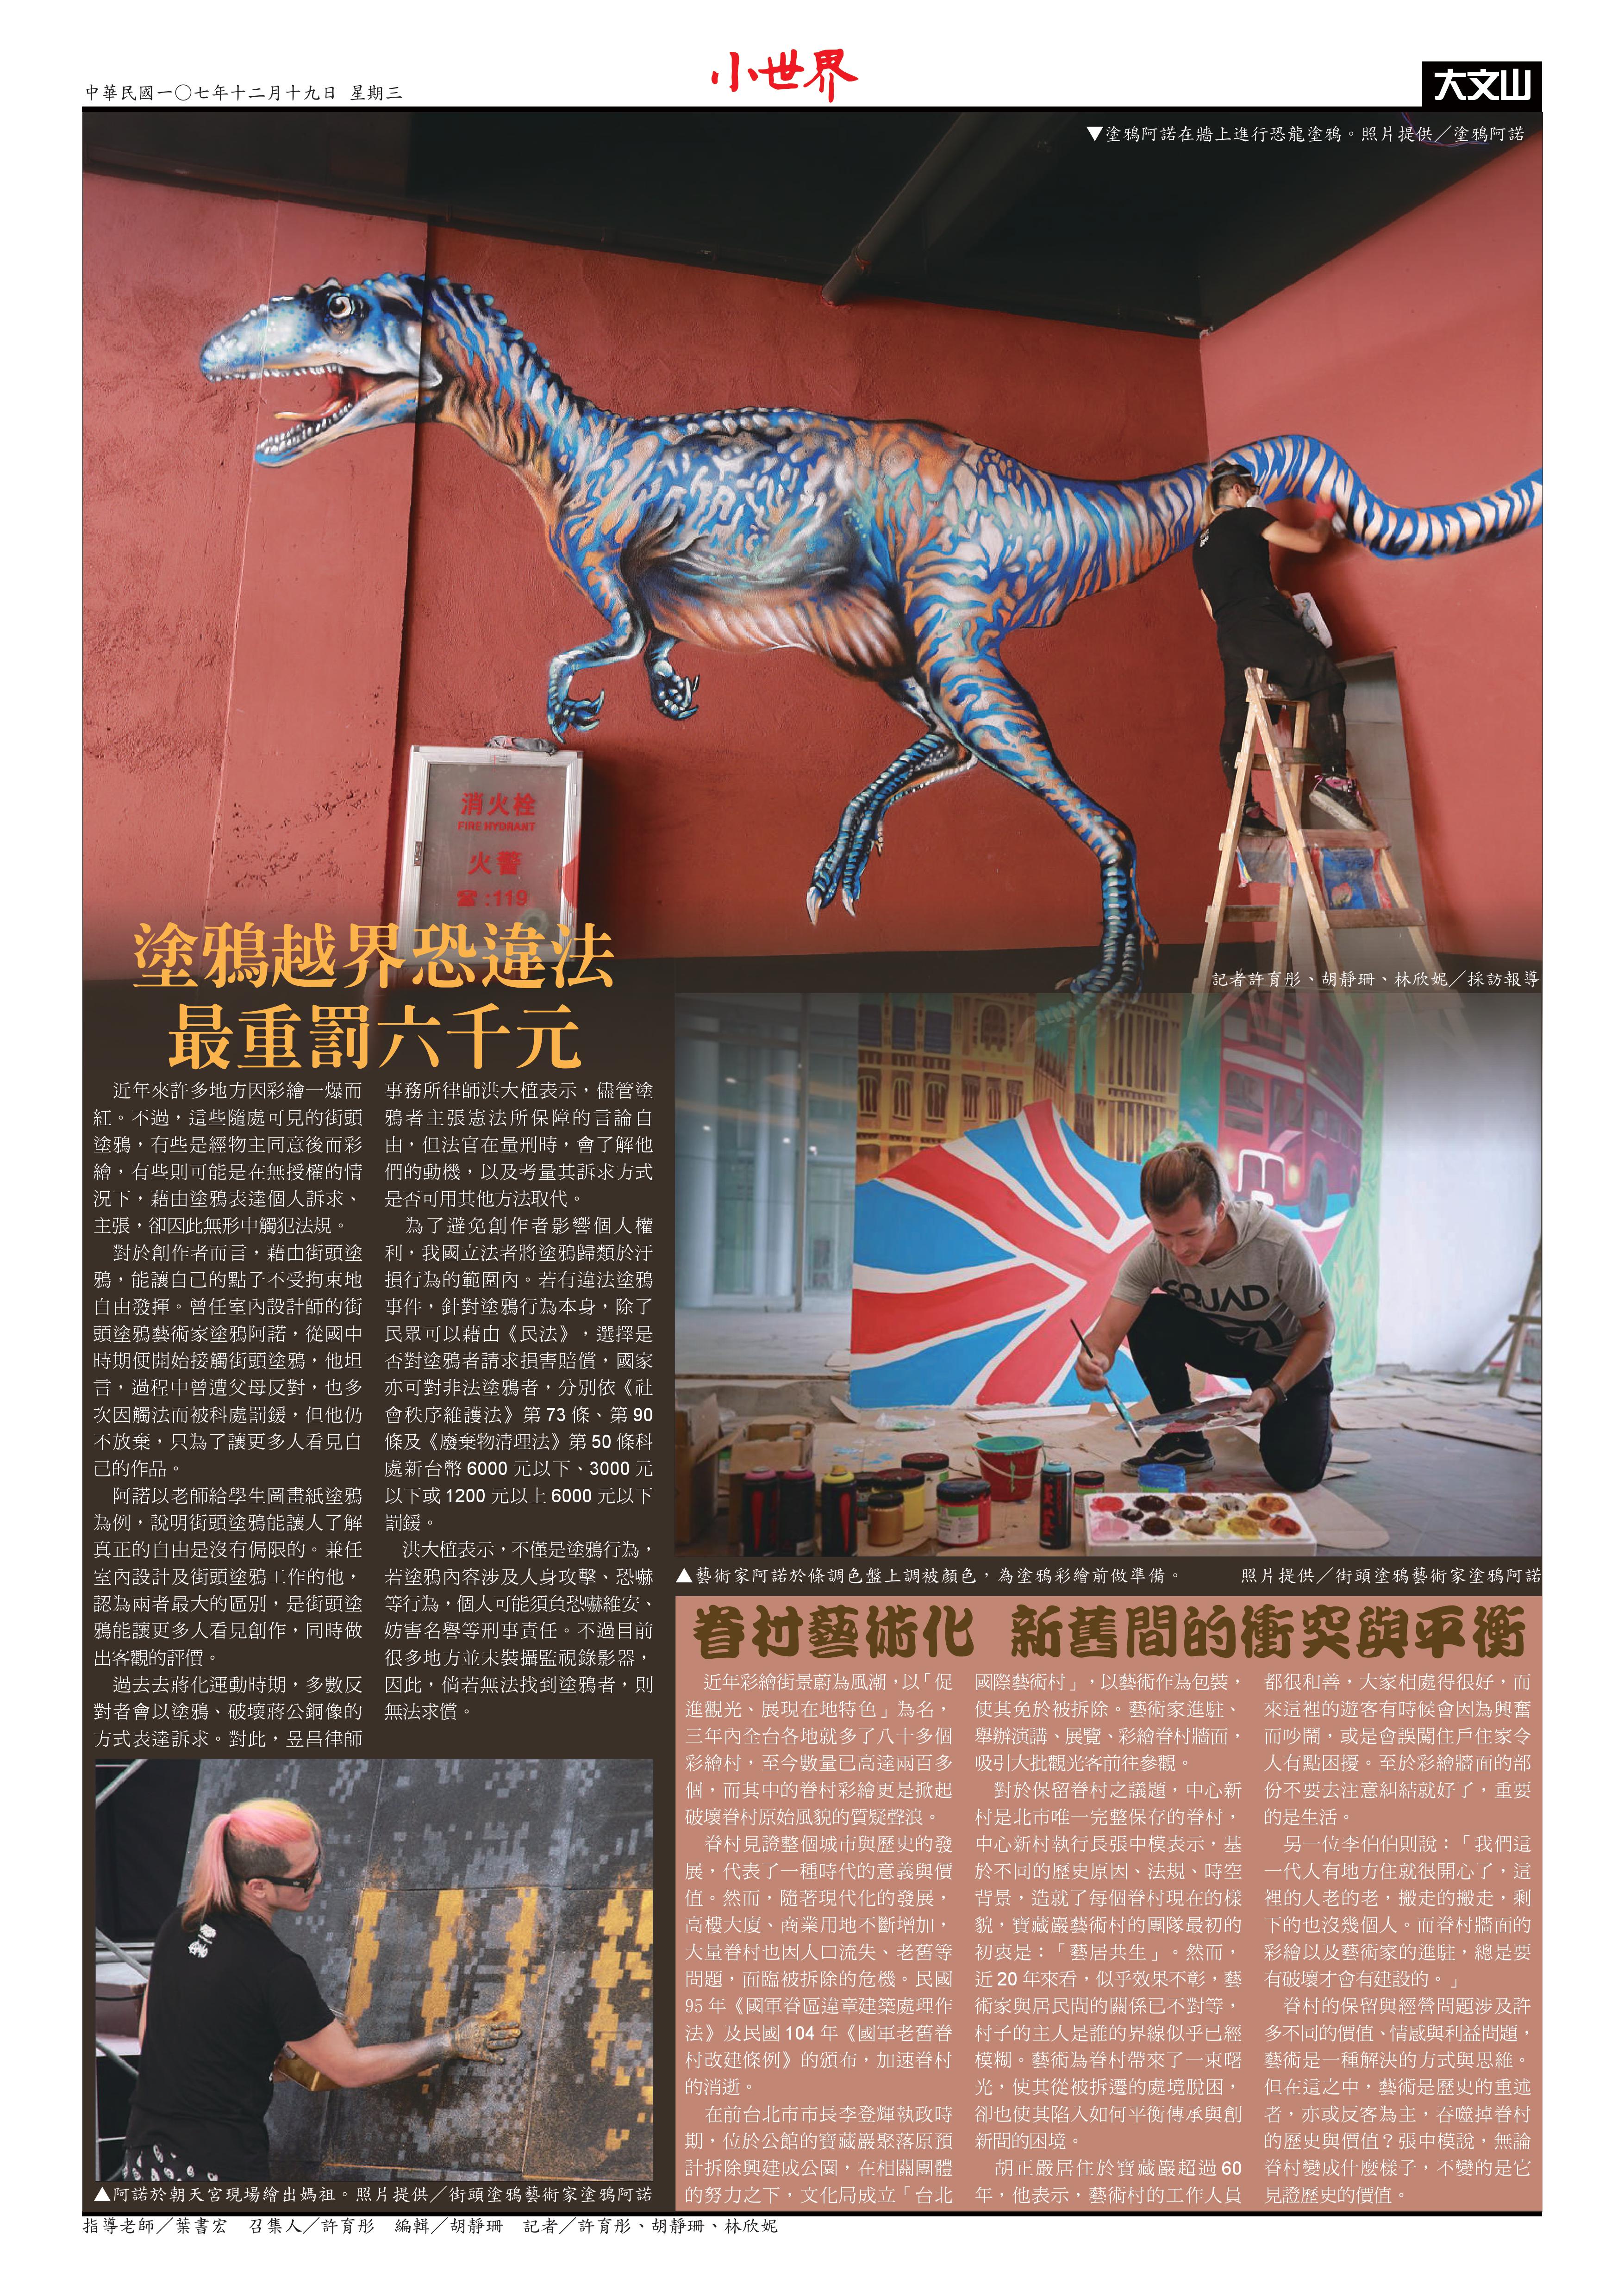 中華民國一〇七年十二月十九日 星期三
小世界
大文山
▼塗鴉阿諾在牆上進行恐龍塗鴉。照片提供／塗鴉阿諾
消火栓
FIRE HYDRANT
火警
☎:119
塗鴉越界恐違法
最重罰六千元
記者許育彤、胡靜珊、林欣妮／採訪報導
近年來許多地方因彩繪一爆而
紅。不過，這些隨處可見的街頭
塗鴉，有些是經物主同意後而彩
繪，有些則可能是在無授權的情
況下，藉由塗鴉表達個人訴求、
主張，卻因此無形中觸犯法規。
對於創作者而言，藉由街頭塗
鴉，能讓自己的點子不受拘束地
自由發揮。曾任室內設計師的街
頭塗鴉藝術家塗鴉阿諾，從國中
時期便開始接觸街頭塗鴉，他坦
言，過程中曾遭父母反對，也多
次因觸法而被科處罰鍰，但他仍
不放棄，只為了讓更多人看見自
己的作品。
阿諾以老師給學生圖畫紙塗鴉
為例，說明街頭塗鴉能讓人了解
真正的自由是沒有侷限的。兼任
室內設計及街頭塗鴉工作的他，
認為兩者最大的區別，是街頭塗
鴉能讓更多人看見創作，同時做
出客觀的評價。
過去去蔣化運動時期，多數反
對者會以塗鴉、破壞蔣公銅像的
方式表達訴求。對此，昱昌律師
事務所律師洪大植表示，儘管塗
鴉者主張憲法所保障的言論自
由，但法官在量刑時，會了解他
們的動機，以及考量其訴求方式
是否可用其他方法取代。
為了避免創作者影響個人權
利，我國立法者將塗鴉歸類於汙
損行為的範圍內。若有違法塗鴉
事件，針對塗鴉行為本身，除了
民眾可以藉由《民法》，選擇是
否對塗鴉者請求損害賠償，國家
亦可對非法塗鴉者，分別依《社
會秩序維護法》第 73 條、第 90
條及《廢棄物清理法》第 50 條科
處新台幣 6000 元以下、3000 元
以下或 1200 元以上 6000 元以下
罰鍰。
洪大植表示，不僅是塗鴉行為，
若塗鴉內容涉及人身攻擊、恐嚇
等行為，個人可能須負恐嚇維安、
妨害名譽等刑事責任。不過目前
很多地方並未裝攝監視錄影器，
因此，倘若無法找到塗鴉者，則
無法求償。
SQUAD
▲藝術家阿諾於條調色盤上調被顏色，為塗鴉彩繪前做準備。 照片提供／街頭塗鴉藝術家塗鴉阿諾
▲阿諾於朝天宮現場繪出媽祖。照片提供／街頭塗鴉藝術家塗鴉阿諾
眷村藝術化 新舊間的衝突與平衡
近年彩繪街景蔚為風潮，以「促
進觀光、展現在地特色」為名，
三年內全台各地就多了八十多個
彩繪村，至今數量已高達兩百多
個，而其中的眷村彩繪更是掀起
破壞眷村原始風貌的質疑聲浪。
眷村見證整個城市與歷史的發
展，代表了一種時代的意義與價
值。然而，隨著現代化的發展，
高樓大廈、商業用地不斷增加，
大量眷村也因人口流失、老舊等
問題，面臨被拆除的危機。民國
95 年《國軍眷區違章建築處理作
法》及民國 104 年《國軍老舊眷
村改建條例》的頒布，加速眷村
的消逝。
在前台北市市長李登輝執政時
期，位於公館的寶藏巖聚落原預
計拆除興建成公園，在相關團體
的努力之下，文化局成立「台北
國際藝術村」，以藝術作為包裝，
使其免於被拆除。藝術家進駐、
舉辦演講、展覽、彩繪眷村牆面，
吸引大批觀光客前往參觀。
對於保留眷村之議題，中心新
村是北市唯一完整保存的眷村，
中心新村執行長張中模表示，基
於不同的歷史原因、法規、時空
背景，造就了每個眷村現在的樣
貌，寶藏巖藝術村的團隊最初的
初衷是：「藝居共生」。然而，
近 20 年來看，似乎效果不彰，藝
術家與居民間的關係已不對等，
村子的主人是誰的界線似乎已經
模糊。藝術為眷村帶來了一束曙
光，使其從被拆遷的處境脫困，
卻也使其陷入如何平衡傳承與創
新間的困境。
胡正嚴居住於寶藏巖超過 60
年，他表示，藝術村的工作人員
都很和善，大家相處得很好，而
來這裡的遊客有時候會因為興奮
而吵鬧，或是會誤闖住戶住家令
人有點困擾。至於彩繪牆面的部
份不要去注意糾結就好了，重要
的是生活。
另一位李伯伯則說：「我們這
一代人有地方住就很開心了，這
裡的人老的老，搬走的搬走，剩
下的也沒幾個人。而眷村牆面的
彩繪以及藝術家的進駐，總是要
有破壞才會有建設的。」
眷村的保留與經營問題涉及許
多不同的價值、情感與利益問題，
藝術是一種解決的方式與思維。
但在這之中，藝術是歷史的重述
者，亦或反客為主，吞噬掉眷村
的歷史與價值？張中模說，無論
眷村變成什麼樣子，不變的是它
見證歷史的價值。
指導老師／葉書宏 召集人／許育彤 編輯／胡靜珊 記者／許育彤、胡靜珊、林欣妮